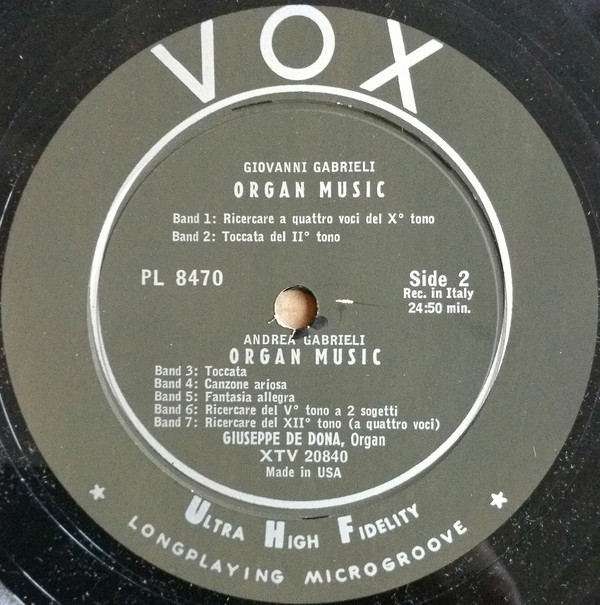 VOX
GIOVANNI GABRIELI
ORGAN MUSIC
Band 1: Ricercare a quattro voci del X° tono
Band 2: Toccata del II° tono
PL 8470
Side 2
Rec. in Italy
24:50 min.
ANDREA GABRIELI
ORGAN MUSIC
Band 3: Toccata
Band 4: Canzone ariosa
Band 5: Fantasia allegra
Band 6: Ricercare del V° tono a 2 sogetti
Band 7: Ricercare del XII° tono (a quattro voci)
GIUSEPPE DE DONA, Organ
XTV 20840
Made in USA
ULTRA HIGH FIDELITY
LONGPLAYING MICROGROOVE